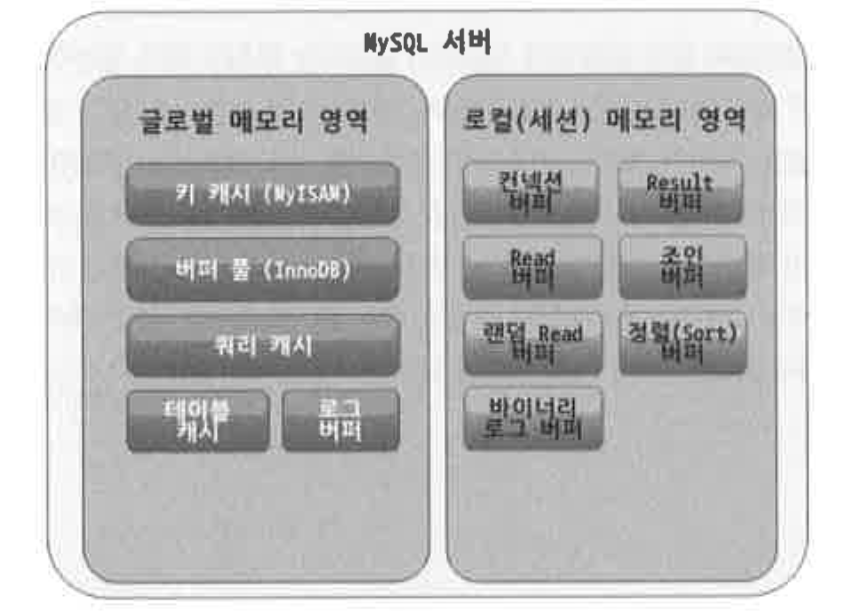 MySQL 서버
글로벌 메모리 영역
키 캐시 (MyISAM)
버퍼 풀 (InnoDB)
쿼리 캐시
테이블
캐시
로그
버퍼
로컬(세션) 메모리 영역
컨넥션
버퍼
Result
버퍼
Read
버퍼
조인
버퍼
랜덤 Read
버퍼
정렬(Sort)
버퍼
바이너리
로그 버퍼